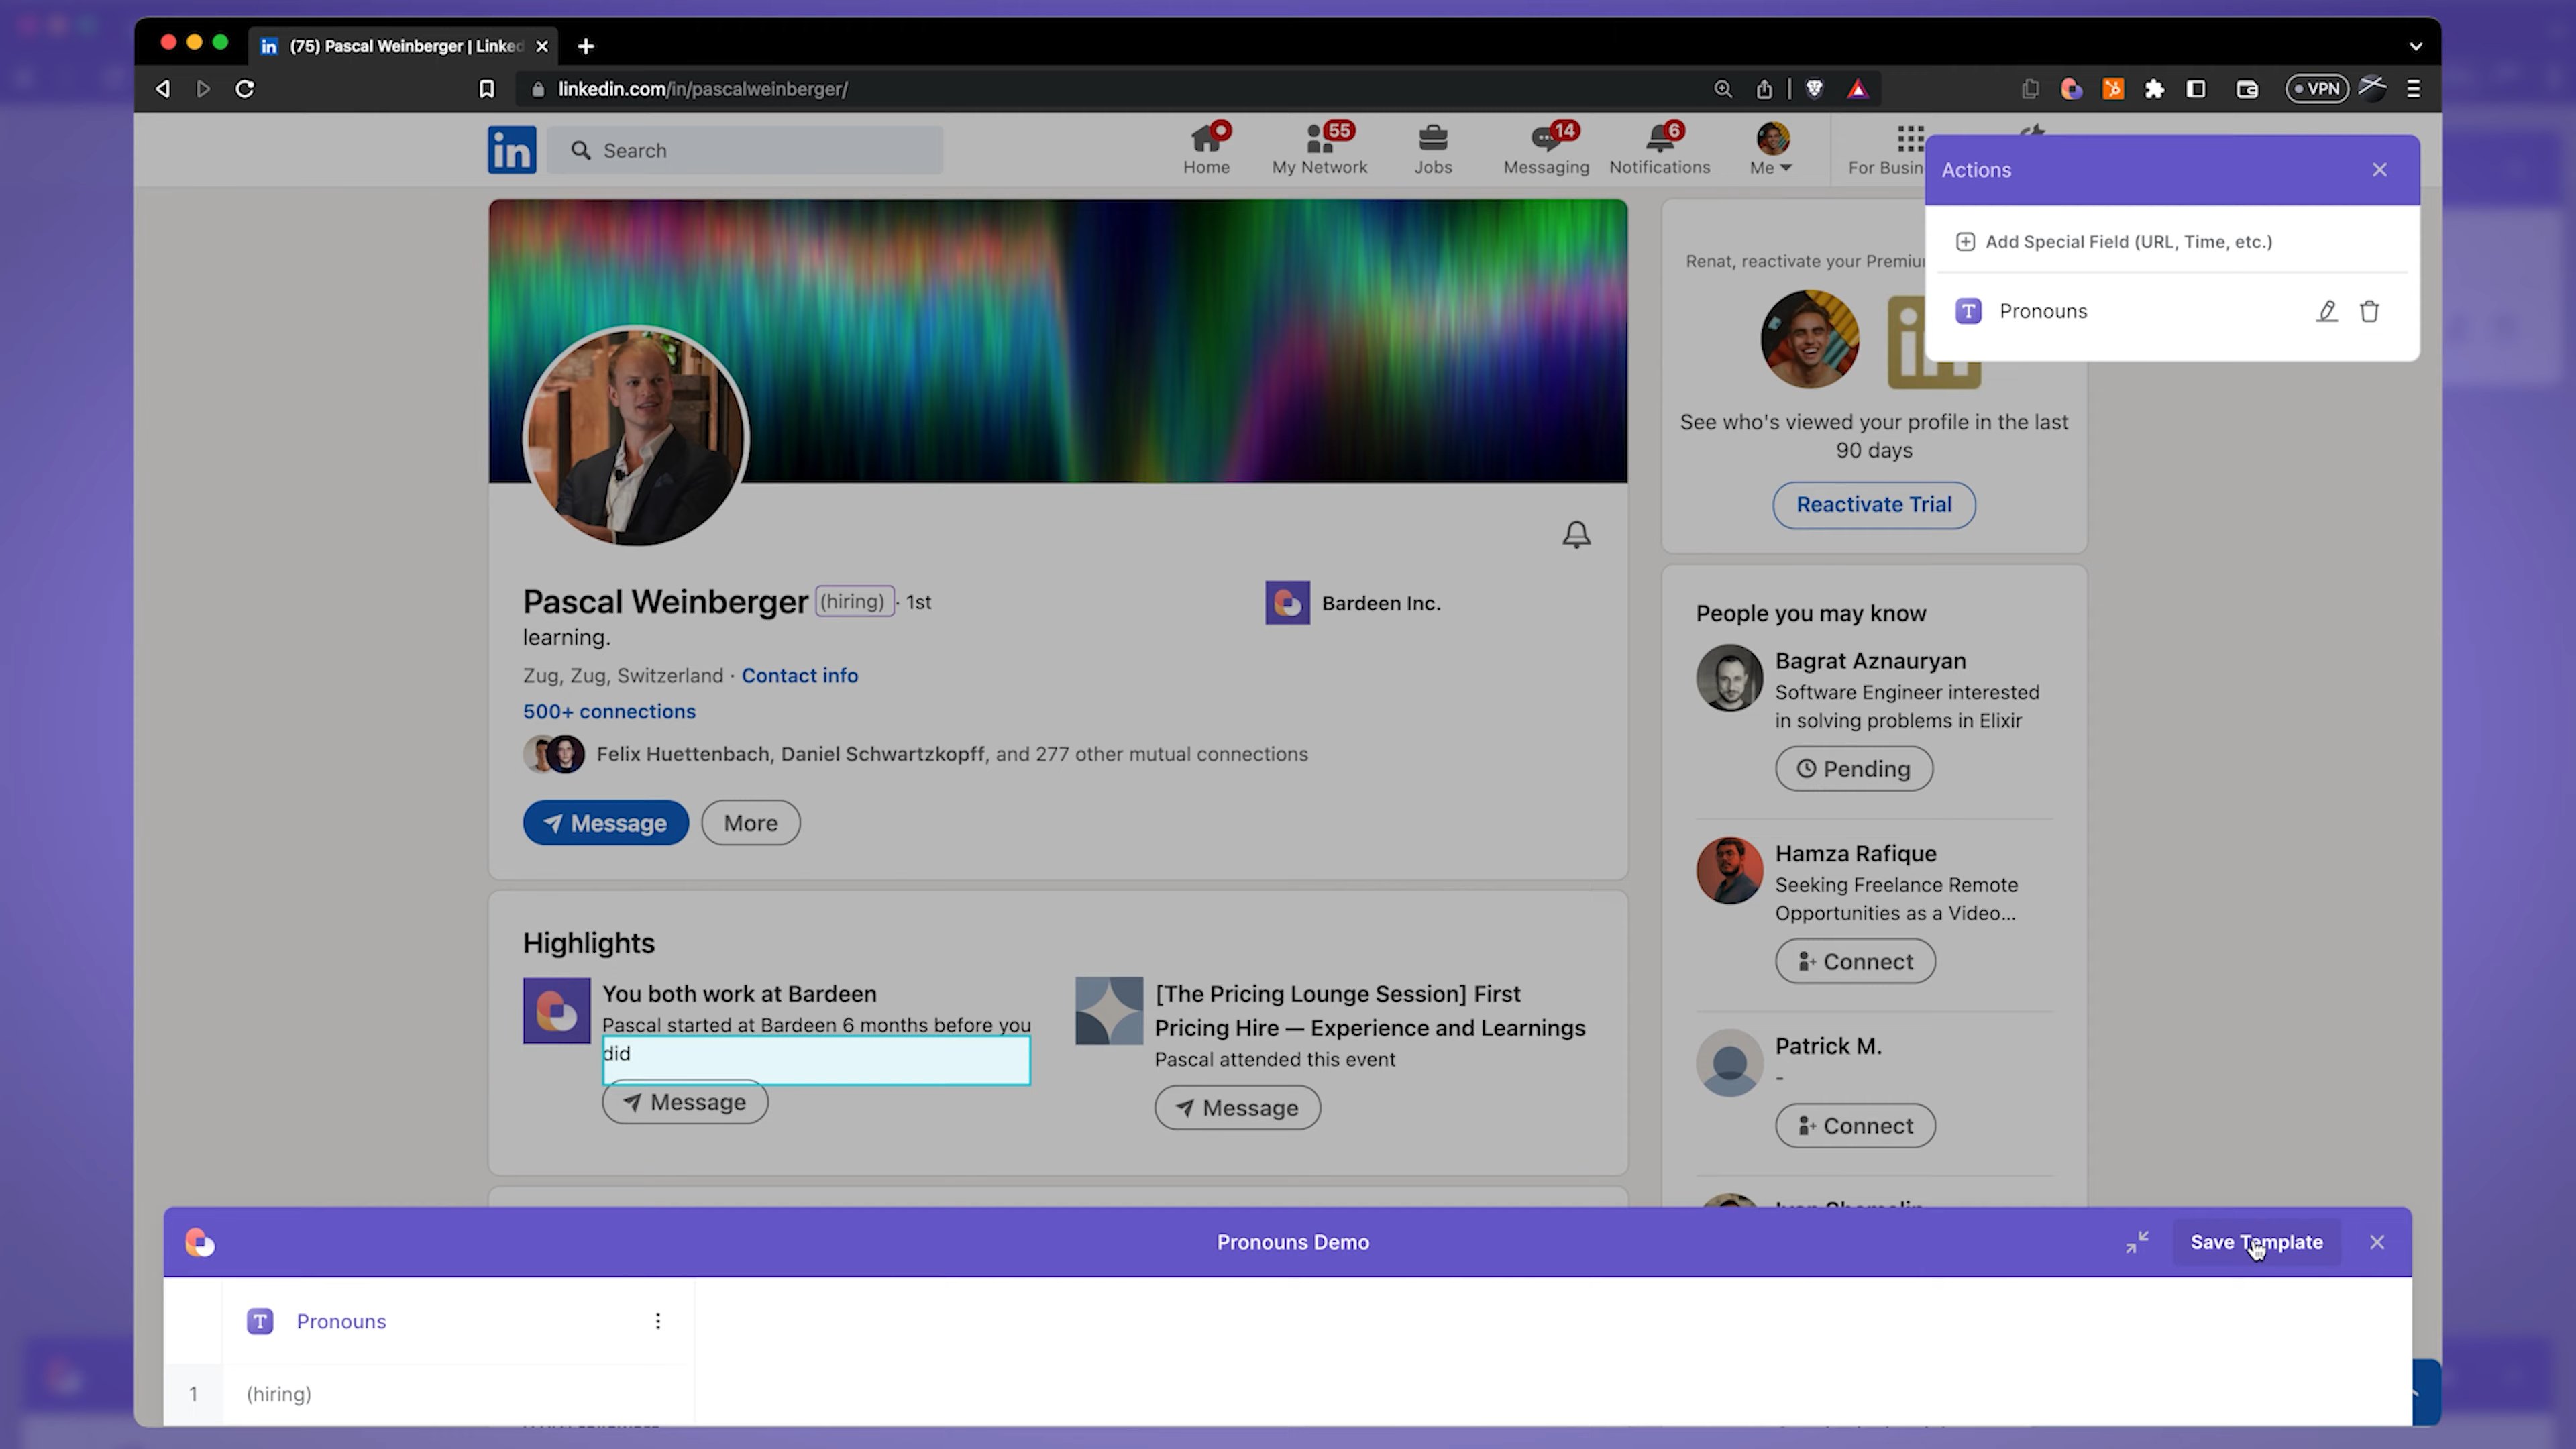 (75) Pascal Weinberger | Linked
linkedin.com/in/pascalweinberger/
VPN
in
Search
Home
55
My Network
Jobs
14
Messaging
6
Notifications
Me
For Busin
Actions
Add Special Field (URL, Time, etc.)
T Pronouns
Renat, reactivate your Premiu
in
See who's viewed your profile in the last
90 days
Reactivate Trial
Pascal Weinberger (hiring) · 1st
learning.
Bardeen Inc.
Zug, Zug, Switzerland · Contact info
500+ connections
Felix Huettenbach, Daniel Schwartzkopff, and 277 other mutual connections
Message
More
People you may know
Bagrat Aznauryan
Software Engineer interested
in solving problems in Elixir
Pending
Hamza Rafique
Seeking Freelance Remote
Opportunities as a Video...
Connect
Patrick M.
-
Connect
Highlights
You both work at Bardeen
Pascal started at Bardeen 6 months before you
did
Message
[The Pricing Lounge Session] First
Pricing Hire — Experience and Learnings
Pascal attended this event
Message
Pronouns Demo
Save Template
T Pronouns
1 (hiring)